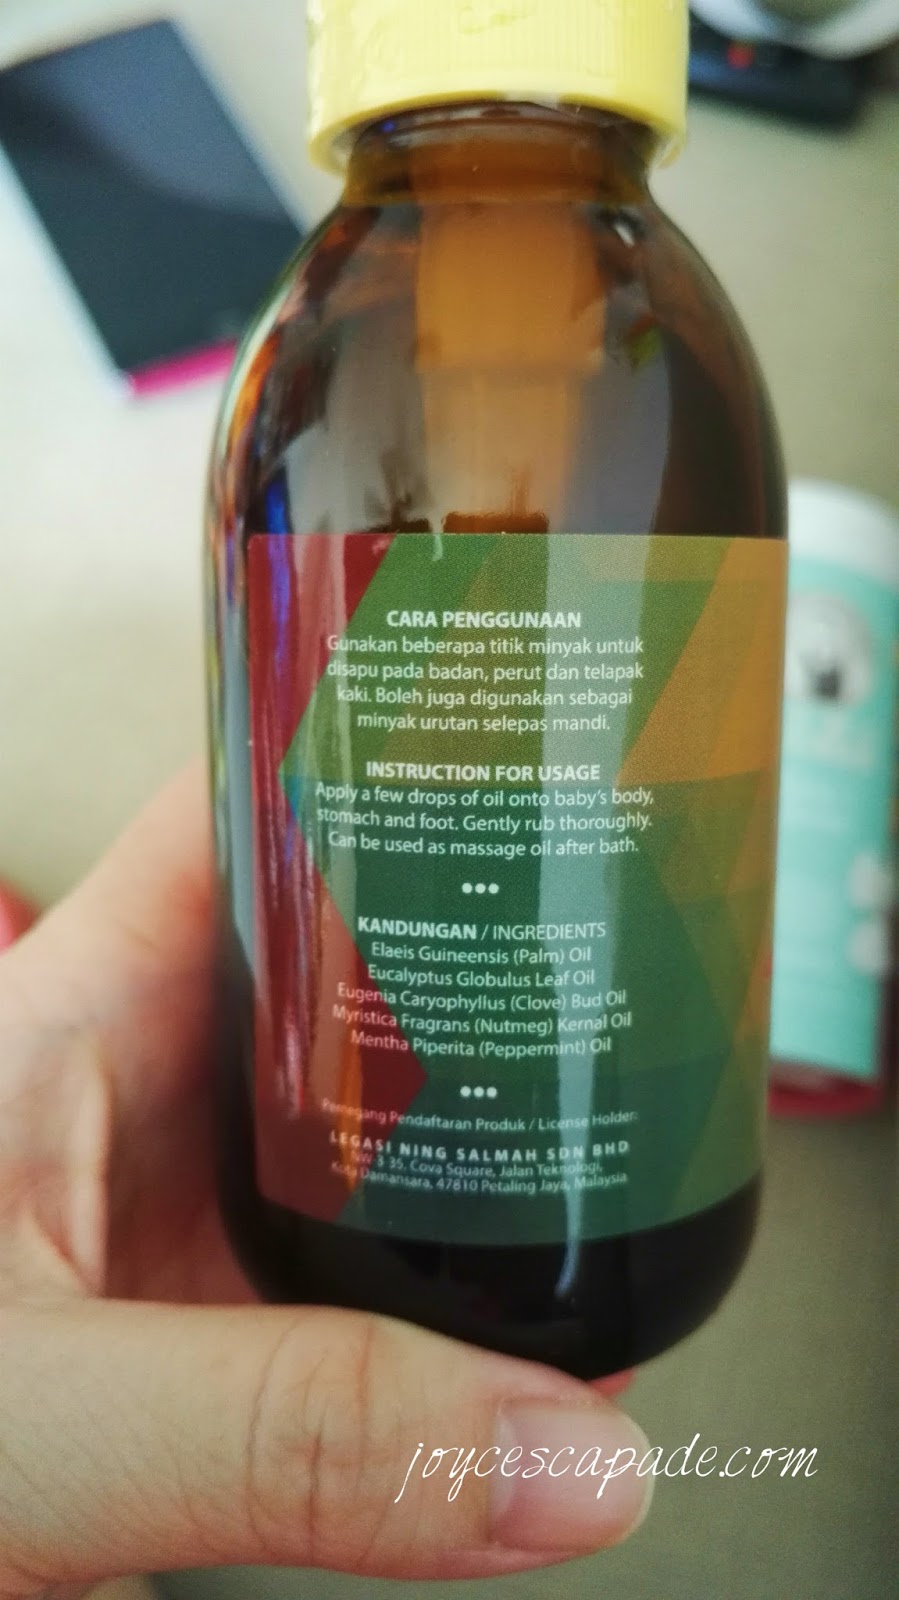 CARA PENGGUNAAN
Gunakan beberapa titik minyak untuk
disapu pada badan, perut dan telapak
kaki. Boleh juga digunakan sebagai
minyak urutan selepas mandi.
INSTRUCTION FOR USAGE
Apply a few drops of oil onto baby's body,
stomach and foot. Gently rub thoroughly.
Can be used as massage oil after bath.
•••
KANDUNGAN / INGREDIENTS
Elaeis Guineensis (Palm) Oil
Eucalyptus Globulus Leaf Oil
Eugenia Caryophyllus (Clove) Bud Oil
Myristica Fragrans (Nutmeg) Kernal Oil
Mentha Piperita (Peppermint) Oil
•••
Pemegang Pendaftaran Produk / License Holder:
LEGASI NING SALMAH SDN BHD
NW-3-35, Cova Square, Jalan Teknologi,
Kota Damansara, 47810 Petaling Jaya, Malaysia
joycescapade.com